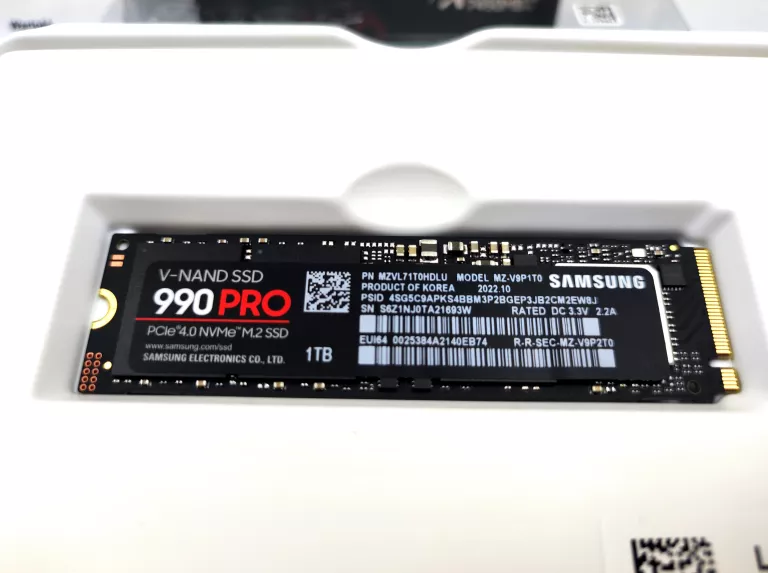 V-NAND SSD
990 PRO
PCIe® 4.0 NVMe™ M.2 SSD
www.samsung.com/ssd
SAMSUNG ELECTRONICS CO., LTD.
1TB
PN MZVL71T0HDLU MODEL MZ-V9P1T0
PRODUCT OF KOREA 2022.10
SAMSUNG
PSID 4SG5C9APKS4BBM3P2BGEP3JB2CM2EW8J
SN S6Z1NJ0TA21693W RATED DC 3.3V 2.2A
EUI64 0025384A2140EB74 R-R-SEC-MZ-V9P2T0